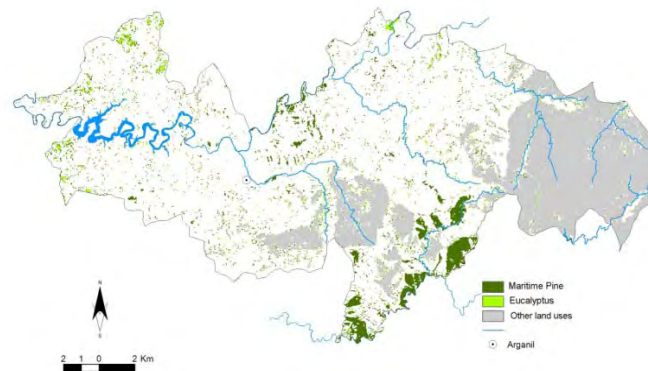 N
2 1 0 2 Km
Maritime Pine
Eucalyptus
Other land uses
Arganil